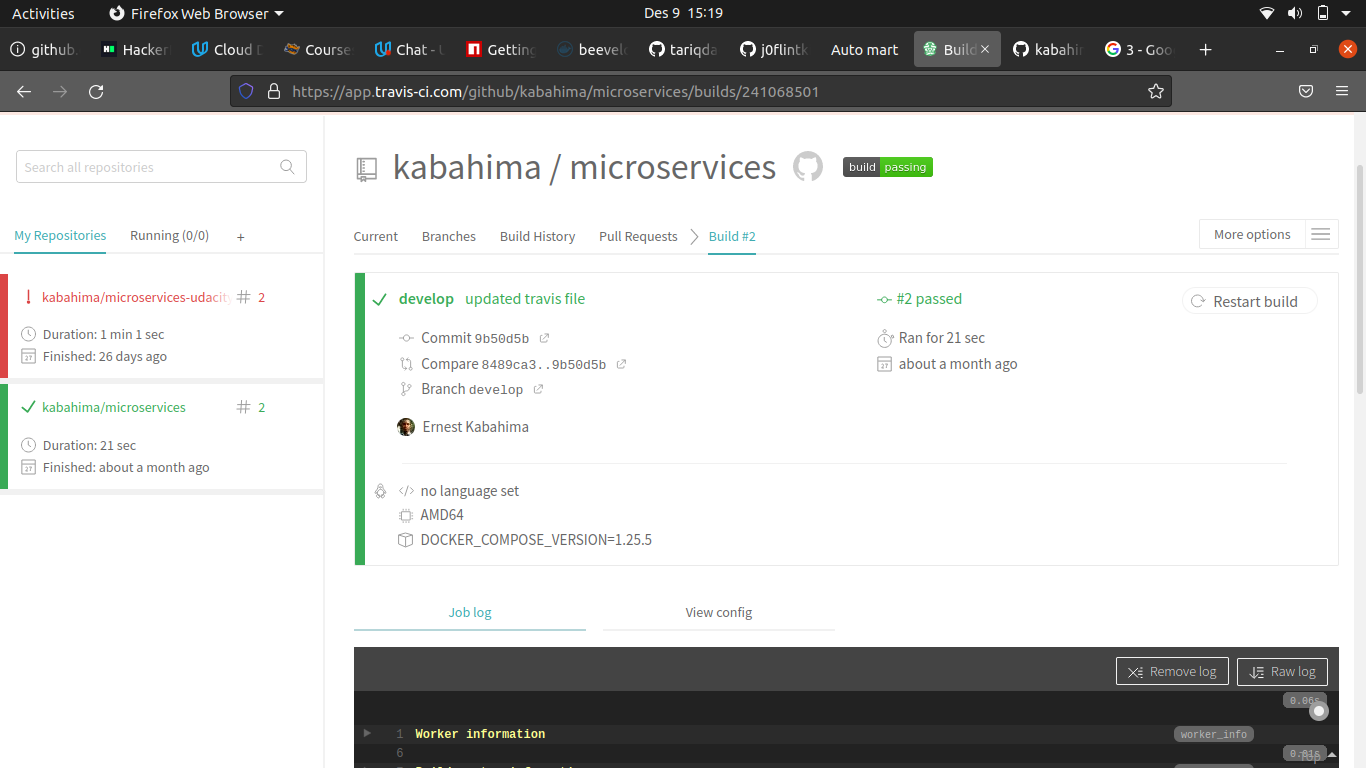 Activities Firefox Web Browser Des 9 15:19
github Hacker Cloud Course Chat - Getting beevelo tariqda j0flintk Auto mart Build kabahim 3 - Goo
https://app.travis-ci.com/github/kabahima/microservices/builds/241068501
Search all repositories
kabahima / microservices build passing
My Repositories Running (0/0) +
Current Branches Build History Pull Requests Build #2 More options
kabahima/microservices-udacity # 2
Duration: 1 min 1 sec
Finished: 26 days ago
kabahima/microservices # 2
Duration: 21 sec
Finished: about a month ago
develop updated travis file #2 passed Restart build
Commit 9b50d5b Ran for 21 sec
Compare 8489ca3..9b50d5b about a month ago
Branch develop
Ernest Kabahima
no language set
AMD64
DOCKER_COMPOSE_VERSION=1.25.5
Job log View config
Remove log Raw log
0.06s
1 Worker information worker_info
6 0.01s
Top